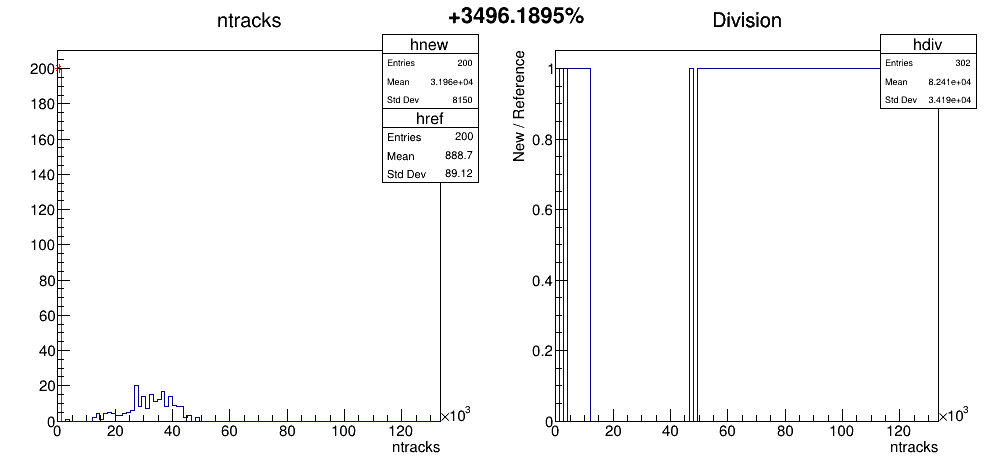 +3496.1895%
ntracks
hnew
Entries 200
Mean 3.196e+04
Std Dev 8150
href
Entries 200
Mean 888.7
Std Dev 89.12
200
180
160
140
120
100
80
60
40
20
0
0 20 40 60 80 100 120
×10³
ntracks
Division
hdiv
Entries 302
Mean 8.241e+04
Std Dev 3.419e+04
New / Reference
1
0.8
0.6
0.4
0.2
0
0 20 40 60 80 100 120
×10³
ntracks